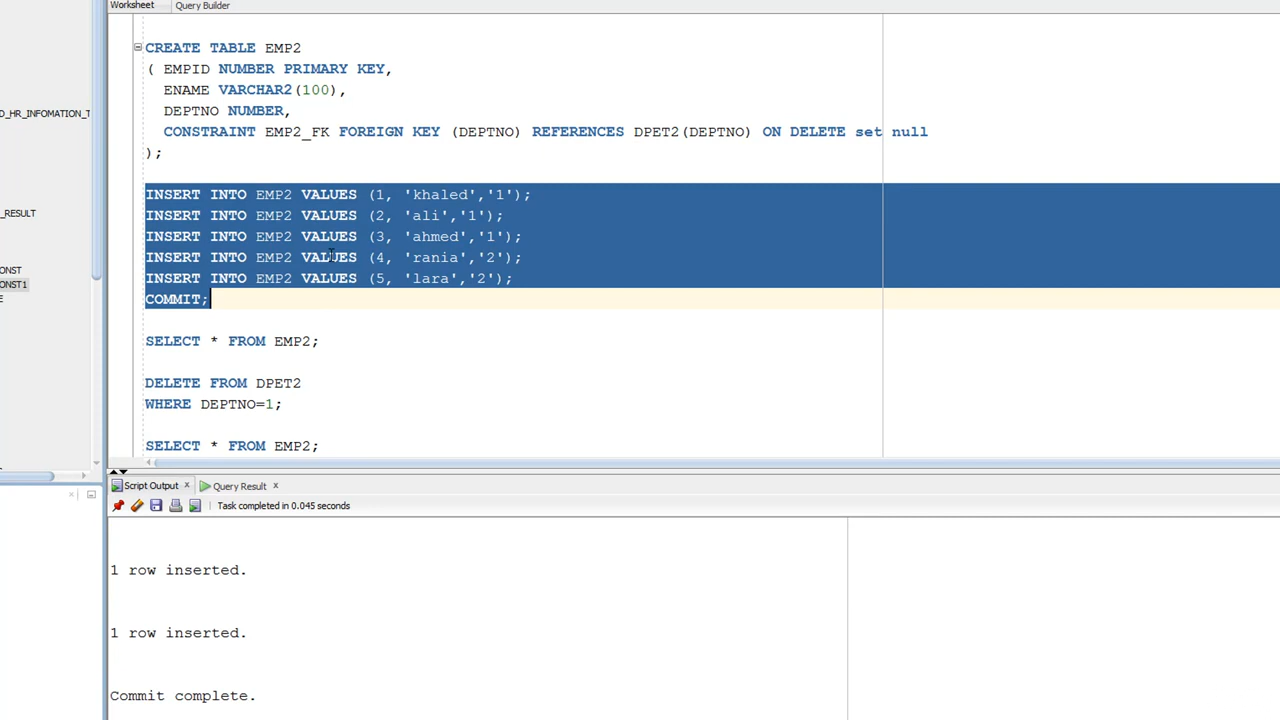 Worksheet Query Builder
CREATE TABLE EMP2
( EMPID NUMBER PRIMARY KEY,
ENAME VARCHAR2(100),
DEPTNO NUMBER,
CONSTRAINT EMP2_FK FOREIGN KEY (DEPTNO) REFERENCES DPET2(DEPTNO) ON DELETE set null
);
D_HR_INFOMATION_T
INSERT INTO EMP2 VALUES (1, 'khaled','1');
INSERT INTO EMP2 VALUES (2, 'ali','1');
INSERT INTO EMP2 VALUES (3, 'ahmed','1');
INSERT INTO EMP2 VALUES (4, 'rania','2');
INSERT INTO EMP2 VALUES (5, 'lara','2');
COMMIT;
_RESULT
ONST
ONST1
SELECT * FROM EMP2;
DELETE FROM DPET2
WHERE DEPTNO=1;
SELECT * FROM EMP2;
Script Output Query Result
Task completed in 0.045 seconds
1 row inserted.
1 row inserted.
Commit complete.